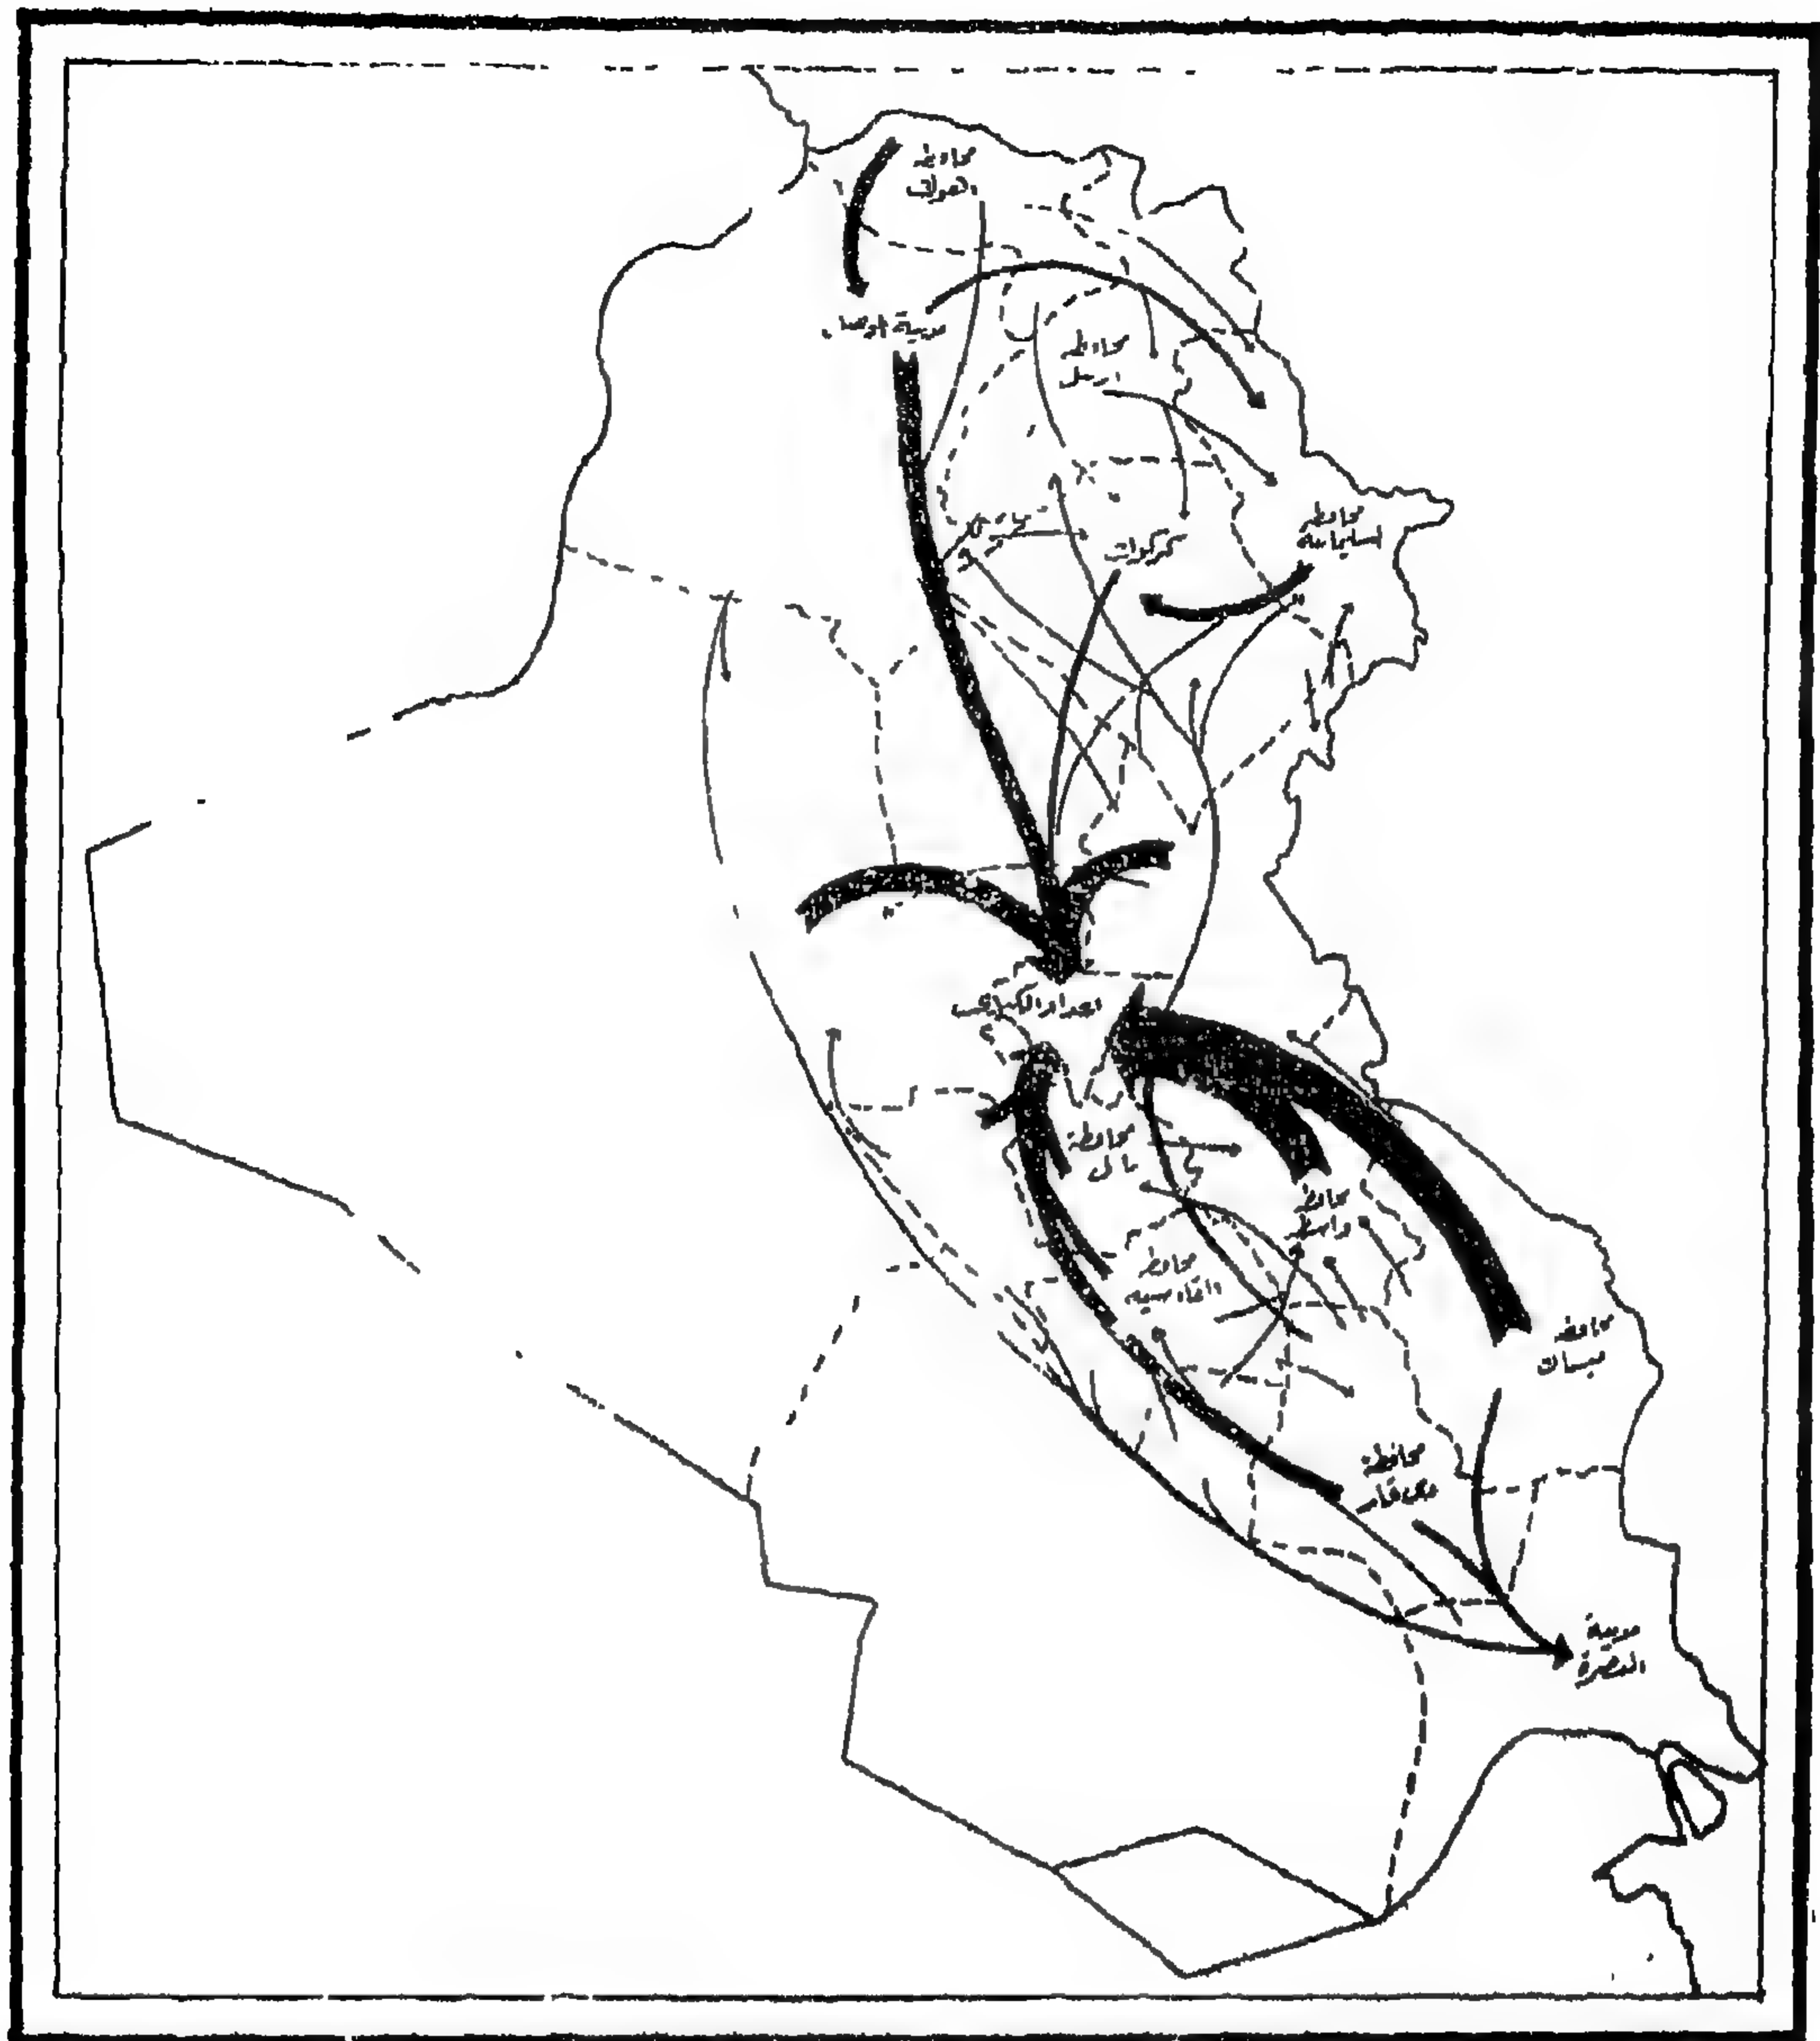 محافظة
دهوك
مدينة الموصل
محافظة
اربيل
كركوك
محافظة
السليمانية
بغداد الكبرى
محافظة
بابل
محافظة
واسط
محافظة
القادسية
محافظة
ميسان
محافظة
ذي قار
مدينة
البصرة